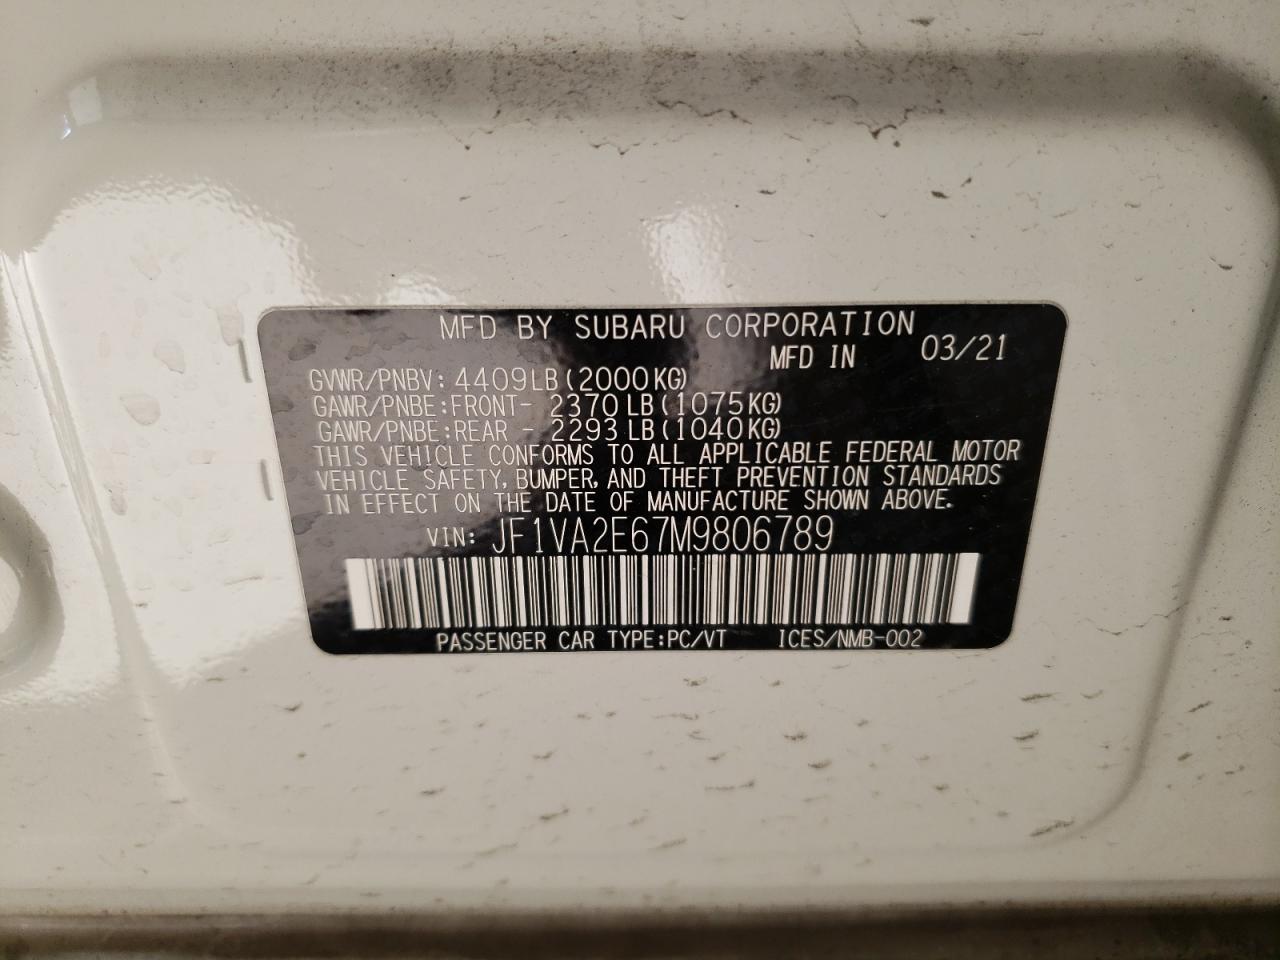 MFD BY SUBARU CORPORATION
MFD IN 03/21
GVWR/PNBV: 4409LB(2000KG)
GAWR/PNBE:FRONT- 2370 LB(1075KG)
GAWR/PNBE:REAR - 2293 LB(1040KG)
THIS VEHICLE CONFORMS TO ALL APPLICABLE FEDERAL MOTOR
VEHICLE SAFETY, BUMPER, AND THEFT PREVENTION STANDARDS
IN EFFECT ON THE DATE OF MANUFACTURE SHOWN ABOVE.
VIN: JF1VA2E67M9806789
PASSENGER CAR TYPE:PC/VT ICES/NMB-002